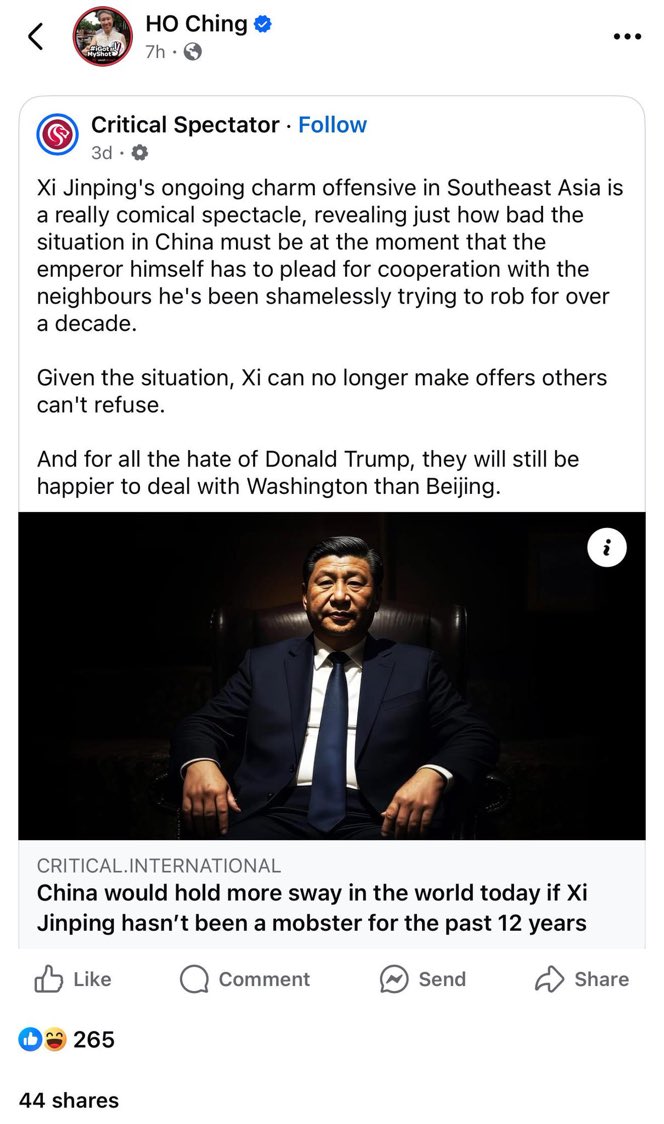 HO Ching
7h ·
#iGotz
MyShot
Critical Spectator · Follow
3d ·
Xi Jinping's ongoing charm offensive in Southeast Asia is
a really comical spectacle, revealing just how bad the
situation in China must be at the moment that the
emperor himself has to plead for cooperation with the
neighbours he's been shamelessly trying to rob for over
a decade.
Given the situation, Xi can no longer make offers others
can't refuse.
And for all the hate of Donald Trump, they will still be
happier to deal with Washington than Beijing.
CRITICAL.INTERNATIONAL
China would hold more sway in the world today if Xi
Jinping hasn't been a mobster for the past 12 years
Like Comment Send Share
265
44 shares